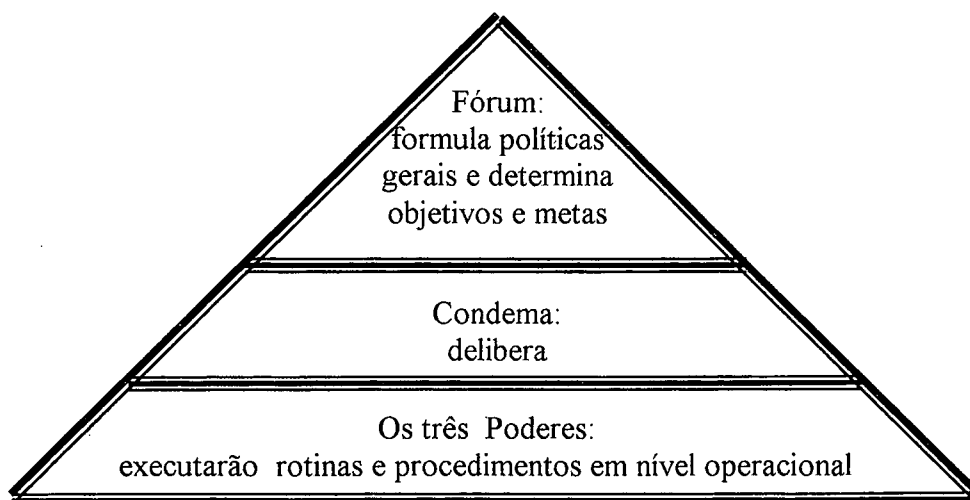 Fórum:
formula políticas
gerais e determina
objetivos e metas
Condema:
delibera
Os três Poderes:
executarão rotinas e procedimentos em nível operacional